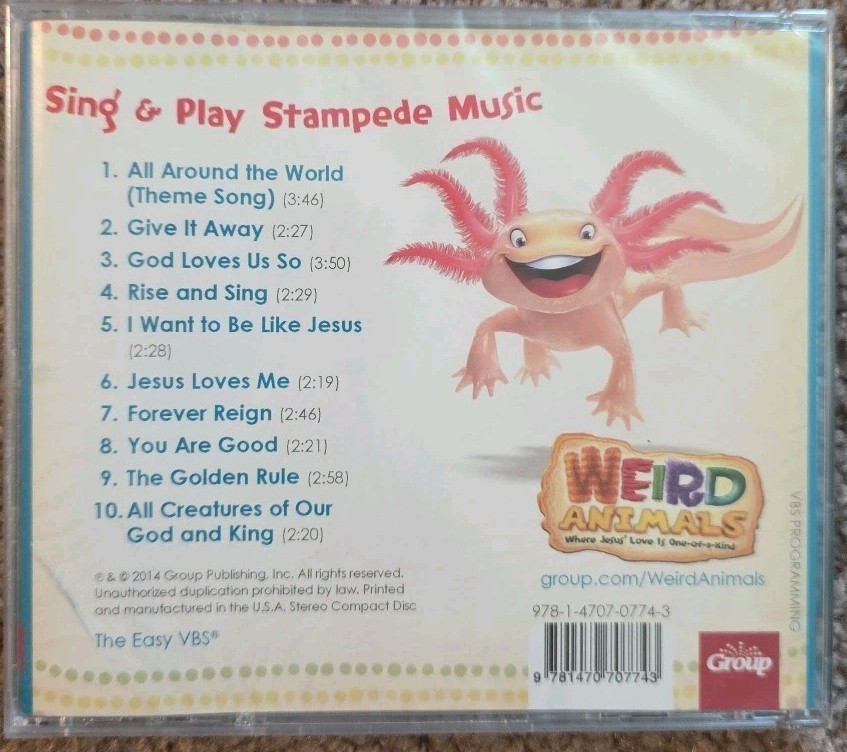 Sing & Play Stampede Music
1. All Around the World
(Theme Song) (3:46)
2. Give It Away (2:27)
3. God Loves Us So (3:50)
4. Rise and Sing (2:29)
5. I Want to Be Like Jesus
(2:28)
6. Jesus Loves Me (2:19)
7. Forever Reign (2:46)
8. You Are Good (2:21)
9. The Golden Rule (2:58)
10. All Creatures of Our
God and King (2:20)
℗ & © 2014 Group Publishing, Inc. All rights reserved.
Unauthorized duplication prohibited by law. Printed
and manufactured in the U.S.A. Stereo Compact Disc
The Easy VBS®
WEIRD
ANIMALS
Where Jesus' Love Is One-of-a-Kind
group.com/WeirdAnimals
VBS PROGRAMMING
978-1-4707-0774-3
9 781470 707743
Group